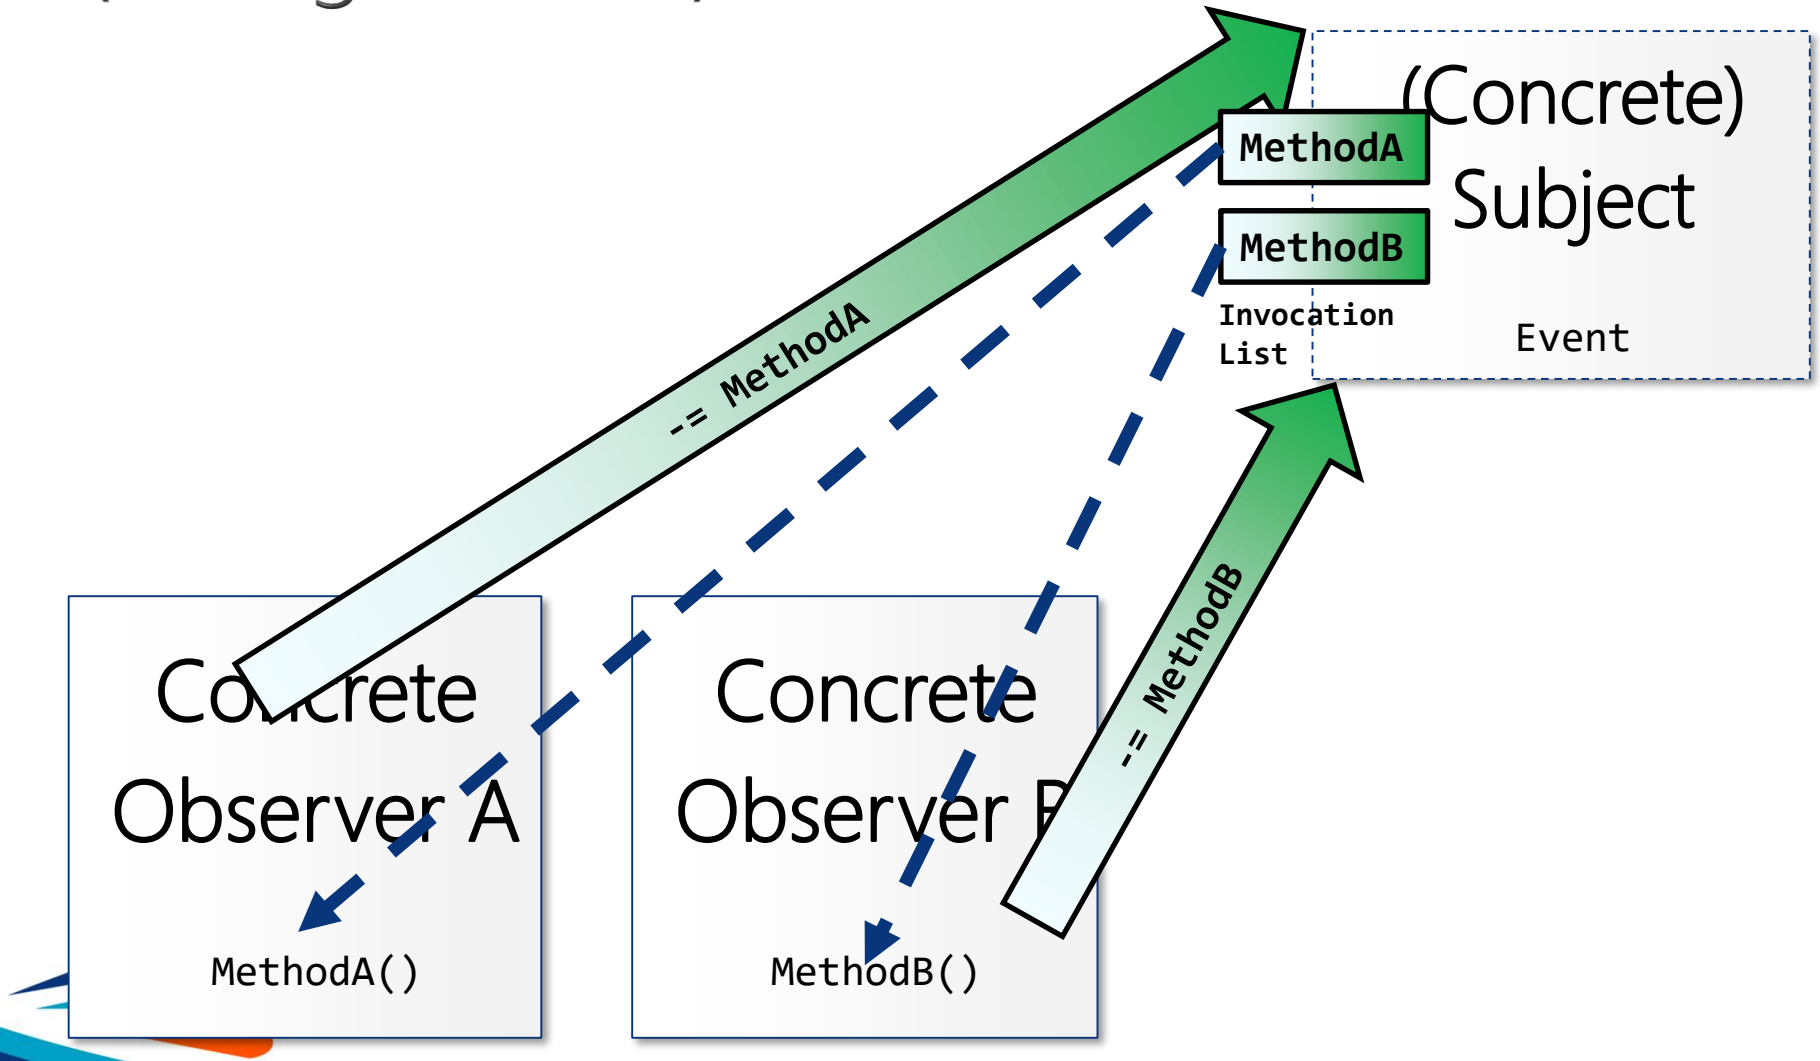 (Concrete)
Subject
MethodA
MethodB
Invocation
List
Event
-= MethodA
-= MethodB
Concrete
Observer A
MethodA()
Concrete
Observer B
MethodB()